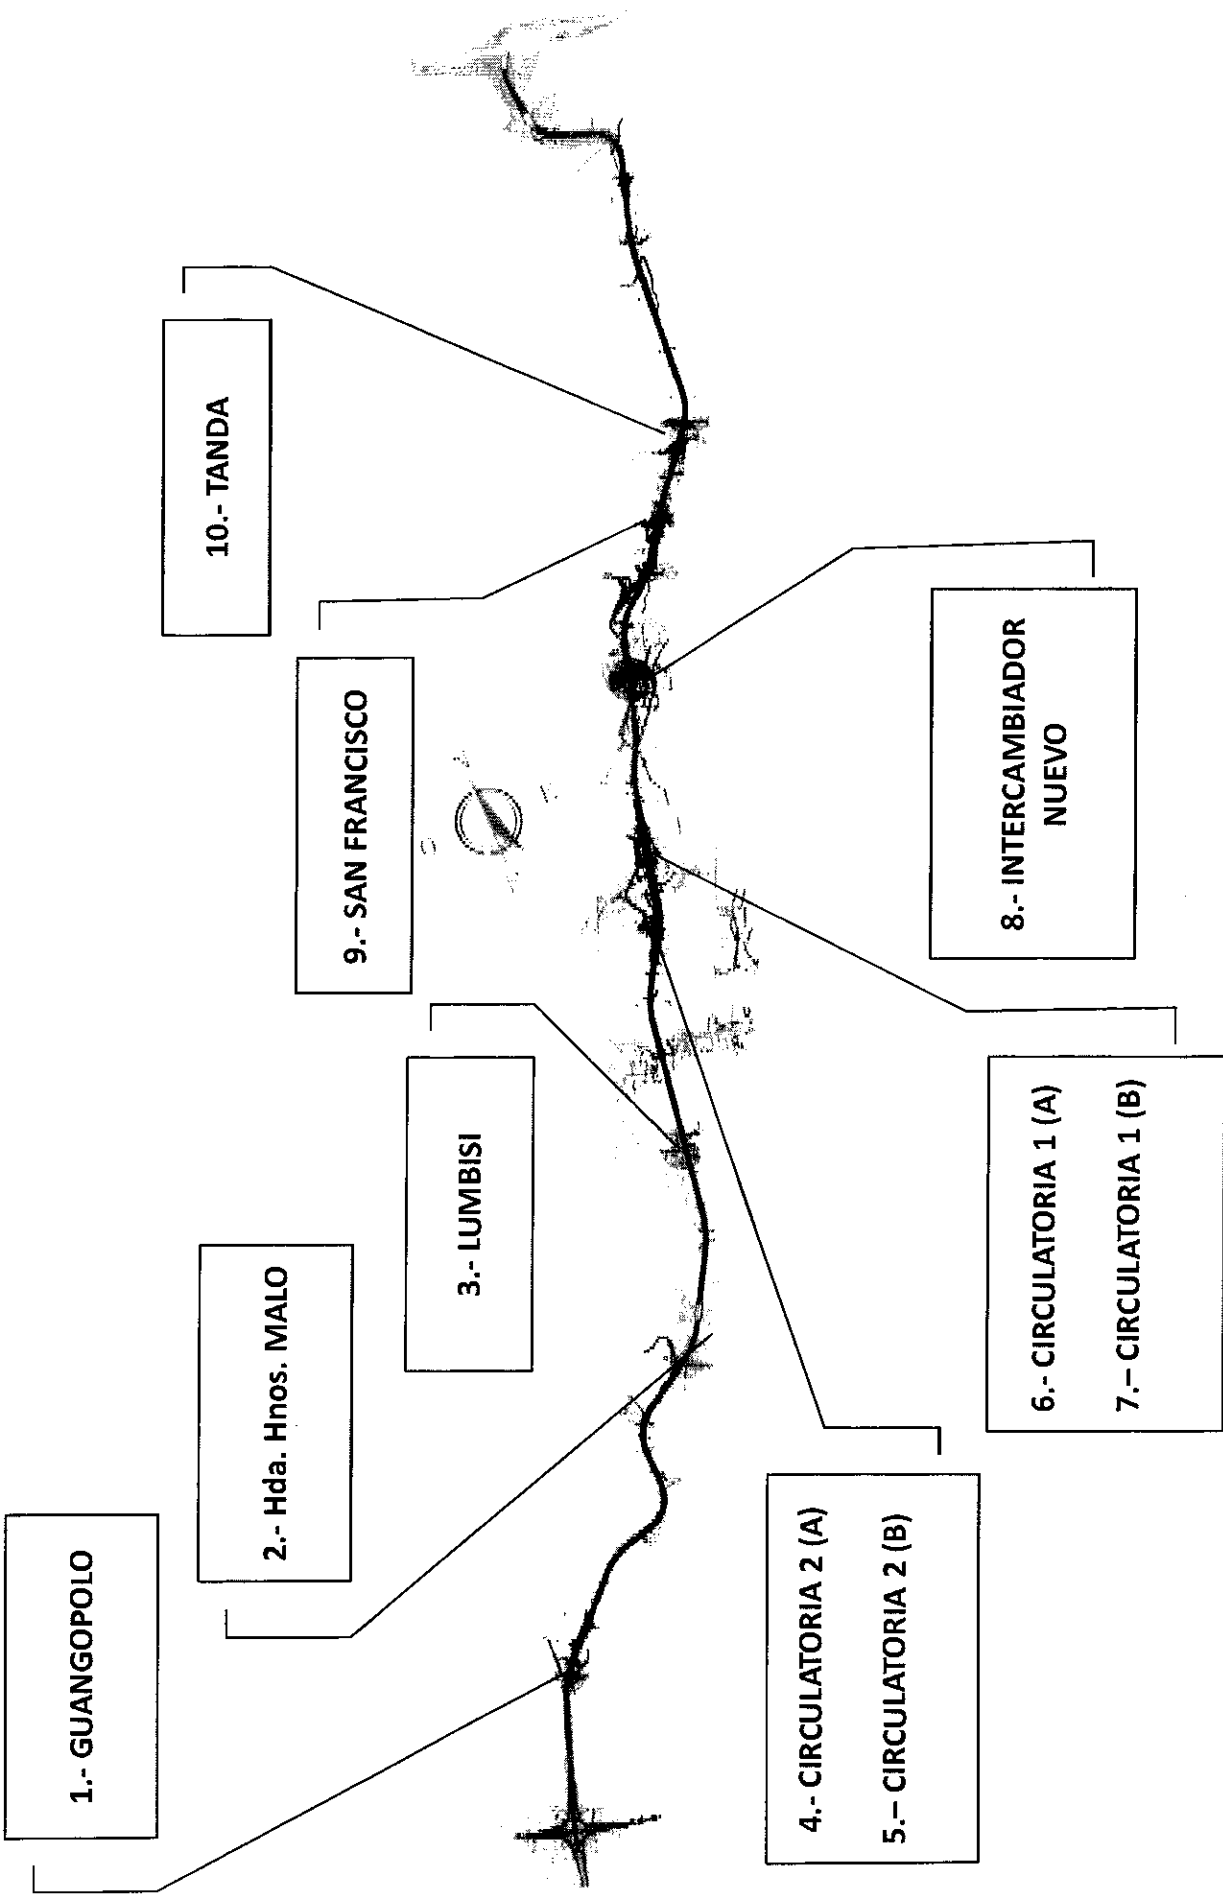 1.- GUANGOPOLO
2.- Hda. Hnos. MALO
3.- LUMBISI
9.- SAN FRANCISCO
10.- TANDA
4.- CIRCULATORIA 2 (A)
5.– CIRCULATORIA 2 (B)
6.- CIRCULATORIA 1 (A)
7.– CIRCULATORIA 1 (B)
8.- INTERCAMBIADOR
NUEVO